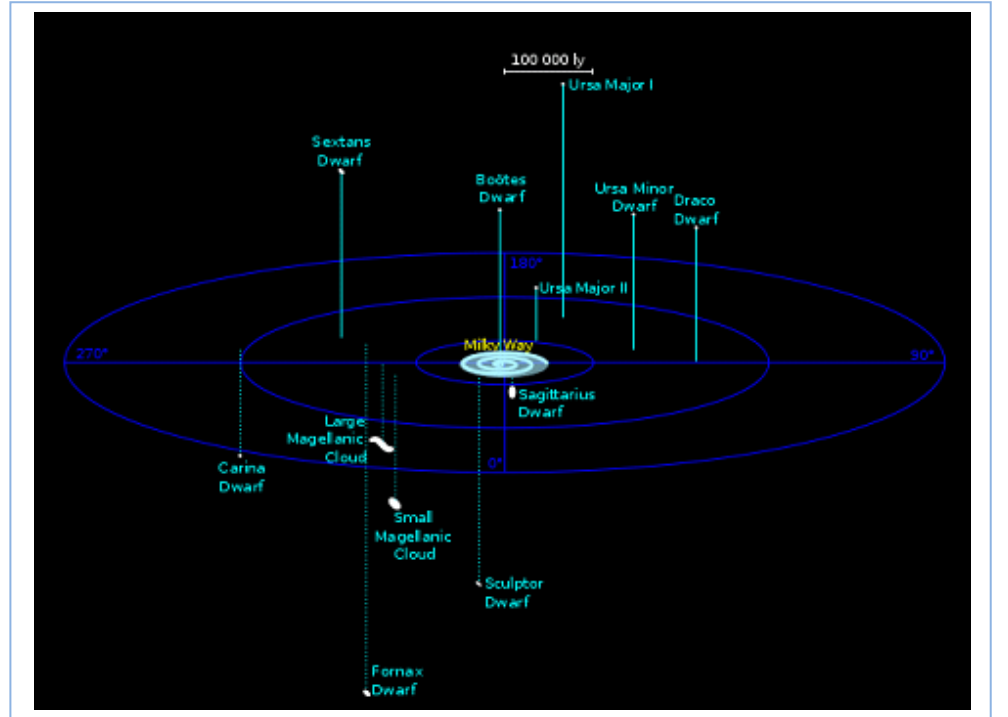 100 000 ly
Ursa Major I
Sextans
Dwarf
Boötes
Dwarf
Ursa Minor
Dwarf
Draco
Dwarf
180°
Ursa Major II
Milky Way
270°
90°
Sagittarius
Dwarf
Large
Magellanic
Cloud
0°
Carina
Dwarf
Small
Magellanic
Cloud
Sculptor
Dwarf
Fornax
Dwarf